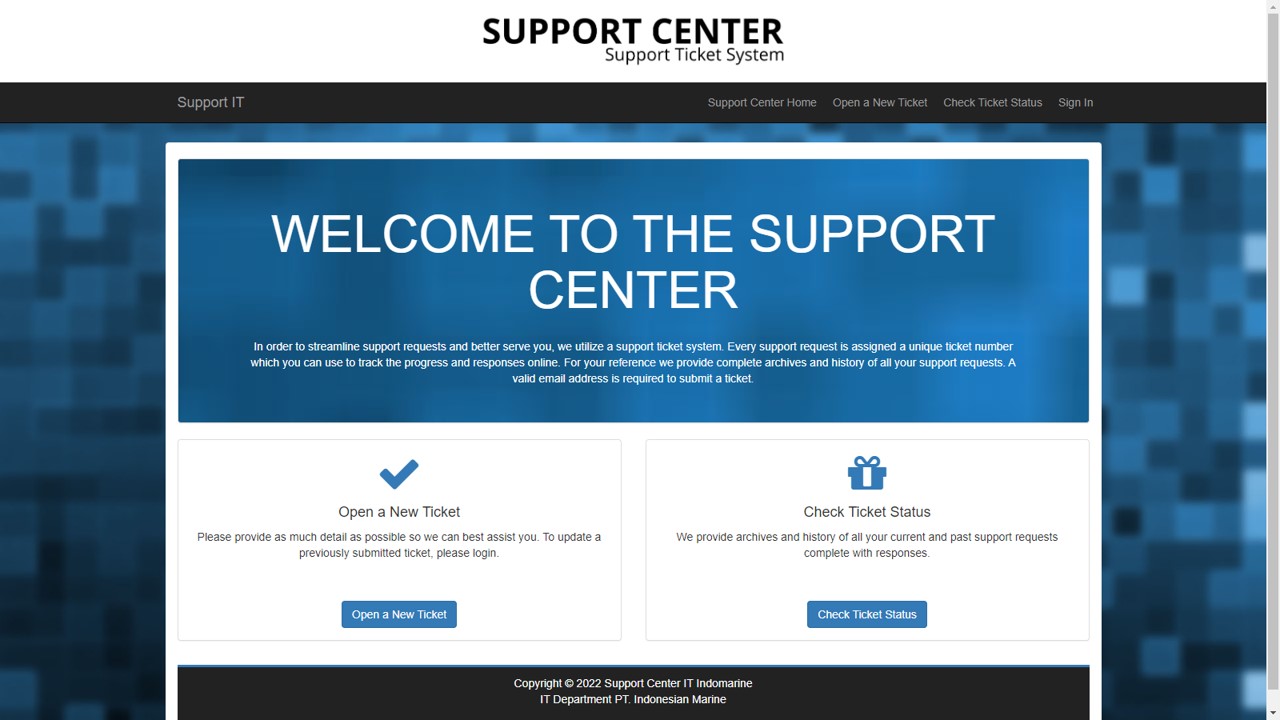 SUPPORT CENTER
Support Ticket System
Support IT
Support Center Home
Open a New Ticket
Check Ticket Status
Sign In
WELCOME TO THE SUPPORT
CENTER
In order to streamline support requests and better serve you, we utilize a support ticket system. Every support request is assigned a unique ticket number
which you can use to track the progress and responses online. For your reference we provide complete archives and history of all your support requests. A
valid email address is required to submit a ticket.
Open a New Ticket
Please provide as much detail as possible so we can best assist you. To update a
previously submitted ticket, please login.
Open a New Ticket
Check Ticket Status
We provide archives and history of all your current and past support requests
complete with responses.
Check Ticket Status
Copyright © 2022 Support Center IT Indomarine
IT Department PT. Indonesian Marine